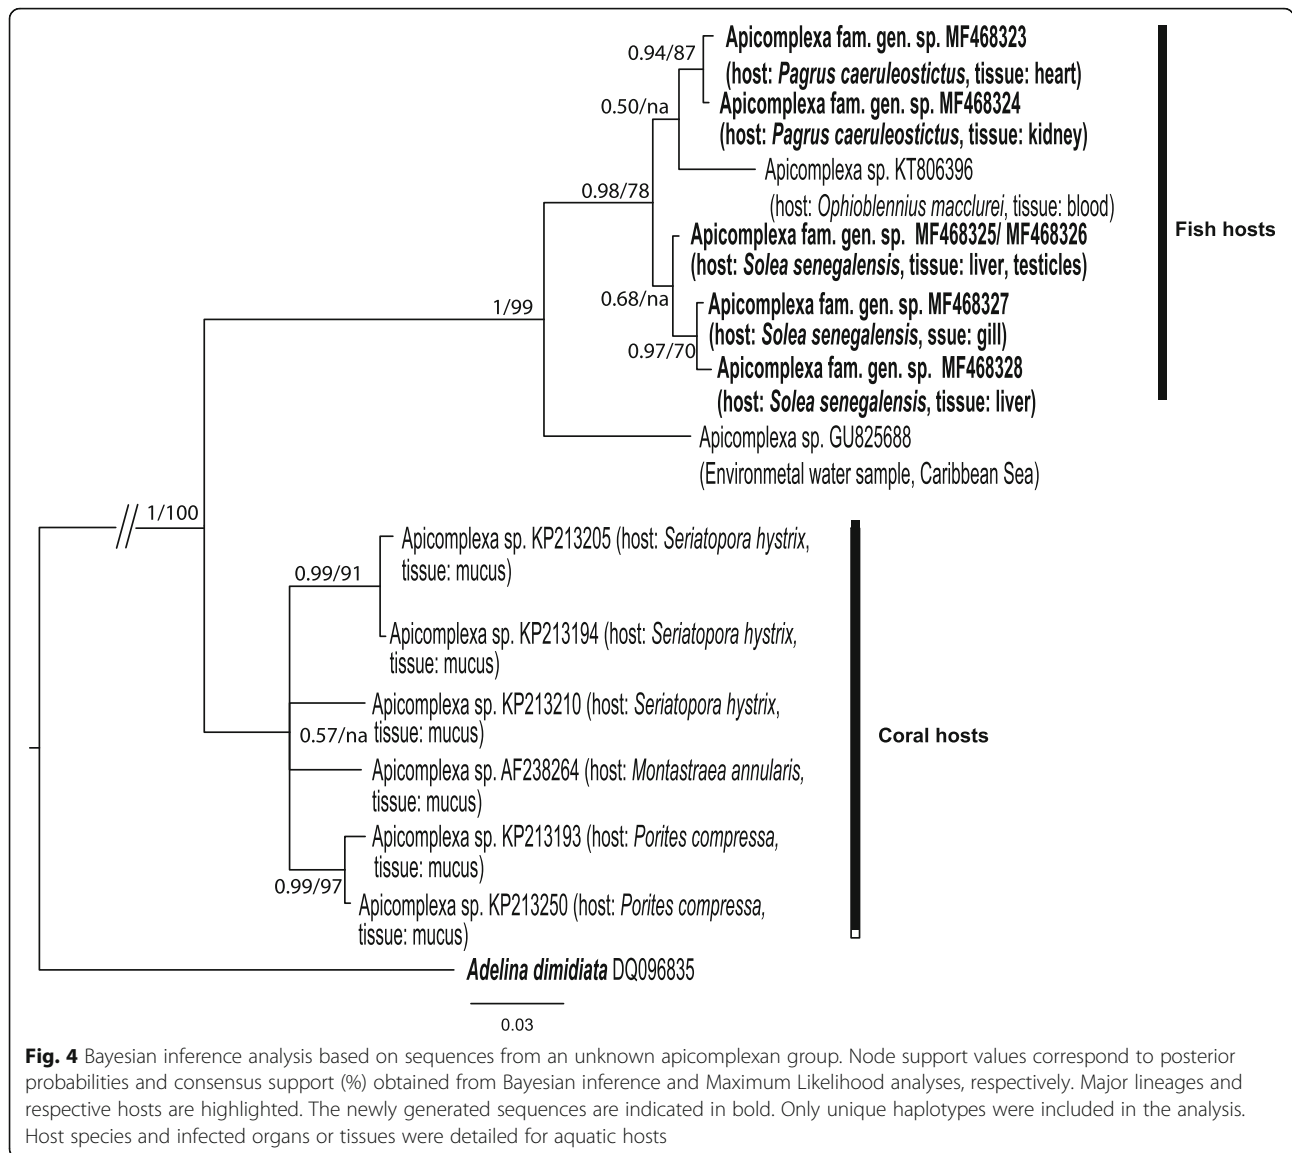 Apicomplexa fam. gen. sp. MF468323
0.94/87
(host: Pagrus caeruleostictus, tissue: heart)
Apicomplexa fam. gen. sp. MF468324
0.50/na
(host: Pagrus caeruleostictus, tissue: kidney)
Apicomplexa sp. KT806396
0.98/78
(host: Ophioblennius macclurei, tissue: blood)
Fish hosts
Apicomplexa fam. gen. sp. MF468325/ MF468326
(host: Solea senegalensis, tissue: liver, testicles)
0.68/na
1/99
Apicomplexa fam. gen. sp. MF468327
(host: Solea senegalensis, ssue: gill)
0.97/70
Apicomplexa fam. gen. sp. MF468328
(host: Solea senegalensis, tissue: liver)
Apicomplexa sp. GU825688
(Environmetal water sample, Caribbean Sea)
1/100
Apicomplexa sp. KP213205 (host: Seriatopora hystrix,
tissue: mucus)
0.99/91
Apicomplexa sp. KP213194 (host: Seriatopora hystrix,
tissue: mucus)
Apicomplexa sp. KP213210 (host: Seriatopora hystrix,
0.57/na tissue: mucus)
Coral hosts
Apicomplexa sp. AF238264 (host: Montastraea annularis,
tissue: mucus)
Apicomplexa sp. KP213193 (host: Porites compressa,
tissue: mucus)
0.99/97
Apicomplexa sp. KP213250 (host: Porites compressa,
tissue: mucus)
Adelina dimidiata DQ096835
0.03
Fig. 4 Bayesian inference analysis based on sequences from an unknown apicomplexan group. Node support values correspond to posterior
probabilities and consensus support (%) obtained from Bayesian inference and Maximum Likelihood analyses, respectively. Major lineages and
respective hosts are highlighted. The newly generated sequences are indicated in bold. Only unique haplotypes were included in the analysis.
Host species and infected organs or tissues were detailed for aquatic hosts